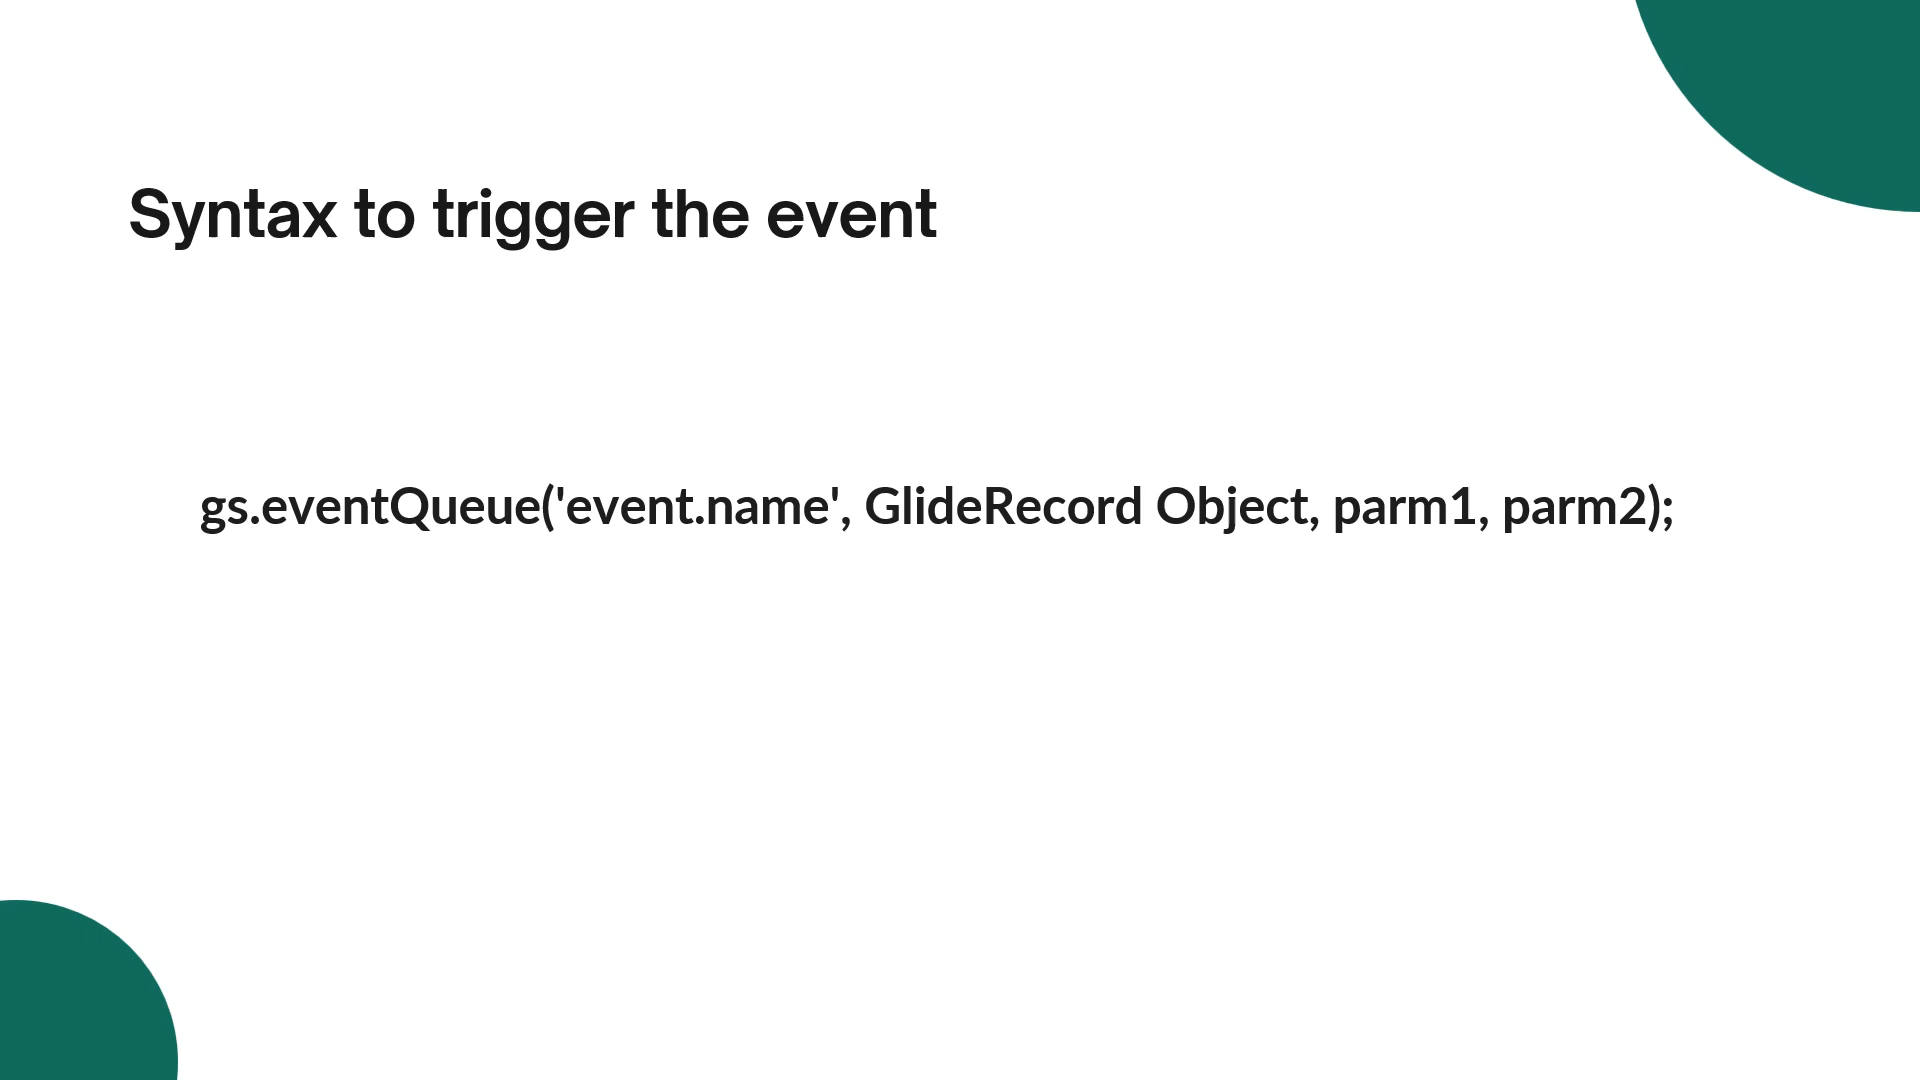 Syntax to trigger the event
gs.eventQueue('event.name', GlideRecord Object, parm1, parm2);